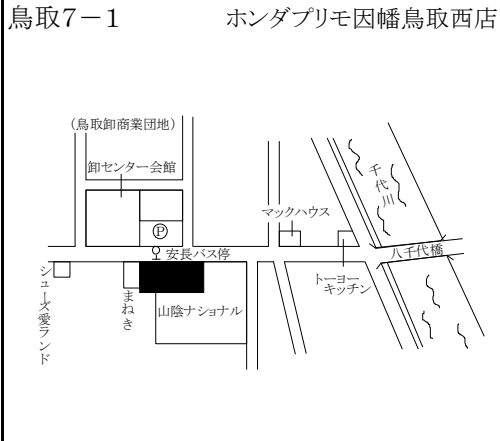 鳥取7－1
ホンダプリモ因幡鳥取西店
(鳥取卸商業団地)
卸センター会館
千代川
マックハウス
Ⓟ
安長バス停
八千代橋
シューズ愛ランド
まねき
山陰ナショナル
トーヨー
キッチン